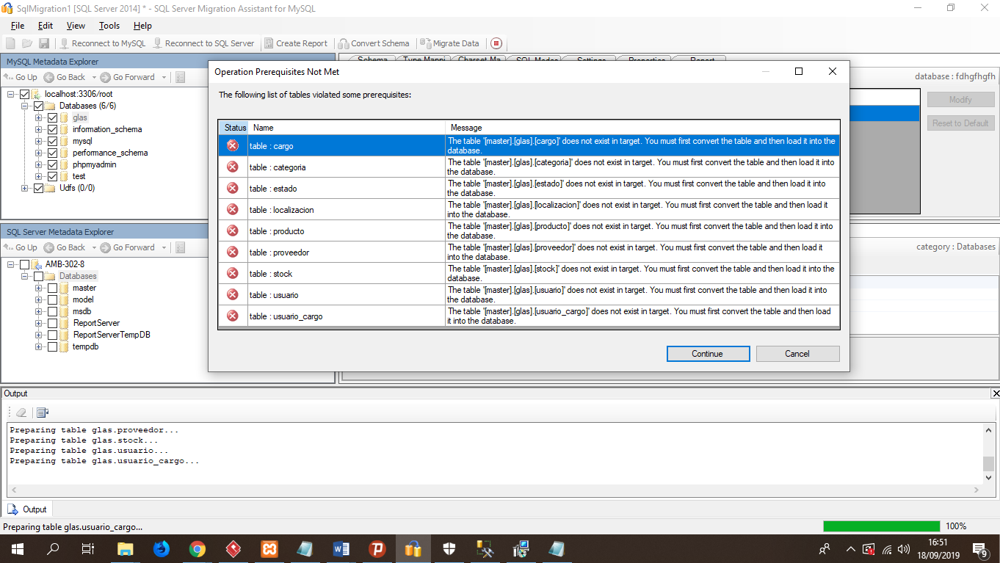 SqlMigration1 [SQL Server 2014] * - SQL Server Migration Assistant for MySQL
File Edit View Tools Help
Reconnect to MySQL Reconnect to SQL Server Create Report Convert Schema Migrate Data
MySQL Metadata Explorer
Go Up Go Back Go Forward
localhost:3306/root
Databases (6/6)
glas
information_schema
mysql
performance_schema
phpmyadmin
test
Udfs (0/0)
SQL Server Metadata Explorer
Go Up Go Back Go Forward
AMB-302-8
Databases
master
model
msdb
ReportServer
ReportServerTempDB
tempdb
Schema Type Mappi Charset Ma SQL Modes Settings Properties Report
database : fdhgfhgfh
Modify
Reset to Default
category : Databases
Operation Prerequisites Not Met
The following list of tables violated some prerequisites:
Status Name Message
table : cargo The table '[master].[glas].[cargo]' does not exist in target. You must first convert the table and then load it into the
database.
table : categoria The table '[master].[glas].[categoria]' does not exist in target. You must first convert the table and then load it into
the database.
table : estado The table '[master].[glas].[estado]' does not exist in target. You must first convert the table and then load it into
the database.
table : localizacion The table '[master].[glas].[localizacion]' does not exist in target. You must first convert the table and then load it
into the database.
table : producto The table '[master].[glas].[producto]' does not exist in target. You must first convert the table and then load it into
the database.
table : proveedor The table '[master].[glas].[proveedor]' does not exist in target. You must first convert the table and then load it
into the database.
table : stock The table '[master].[glas].[stock]' does not exist in target. You must first convert the table and then load it into the
database.
table : usuario The table '[master].[glas].[usuario]' does not exist in target. You must first convert the table and then load it into
the database.
table : usuario_cargo The table '[master].[glas].[usuario_cargo]' does not exist in target. You must first convert the table and then load
it into the database.
Continue Cancel
Output
Preparing table glas.proveedor...
Preparing table glas.stock...
Preparing table glas.usuario...
Preparing table glas.usuario_cargo...
Output
Preparing table glas.usuario_cargo... 100%
16:51
18/09/2019
9